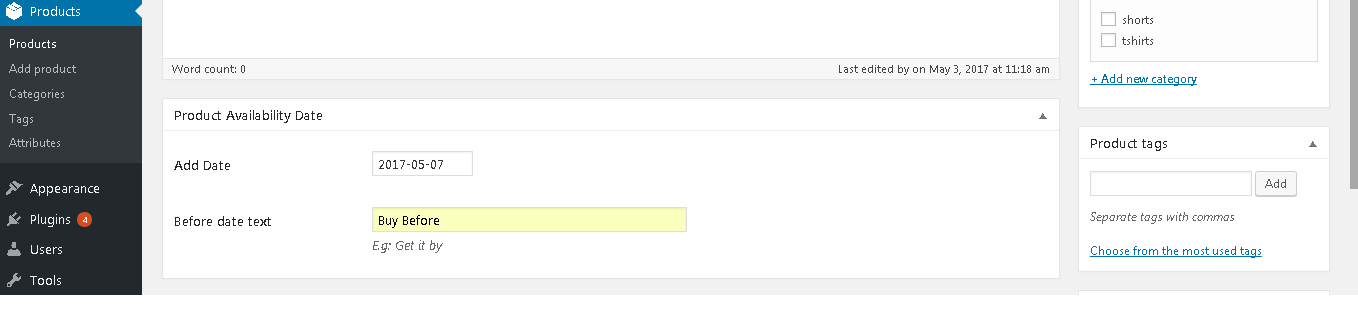 Products
Products
Add product
Categories
Tags
Attributes
Appearance
Plugins 4
Users
Tools
Word count: 0
Last edited by on May 3, 2017 at 11:18 am
Product Availability Date
Add Date
2017-05-07
Before date text
Buy Before
E.g: Get it by
shorts
tshirts
+ Add new category
Product tags
Add
Separate tags with commas
Choose from the most used tags